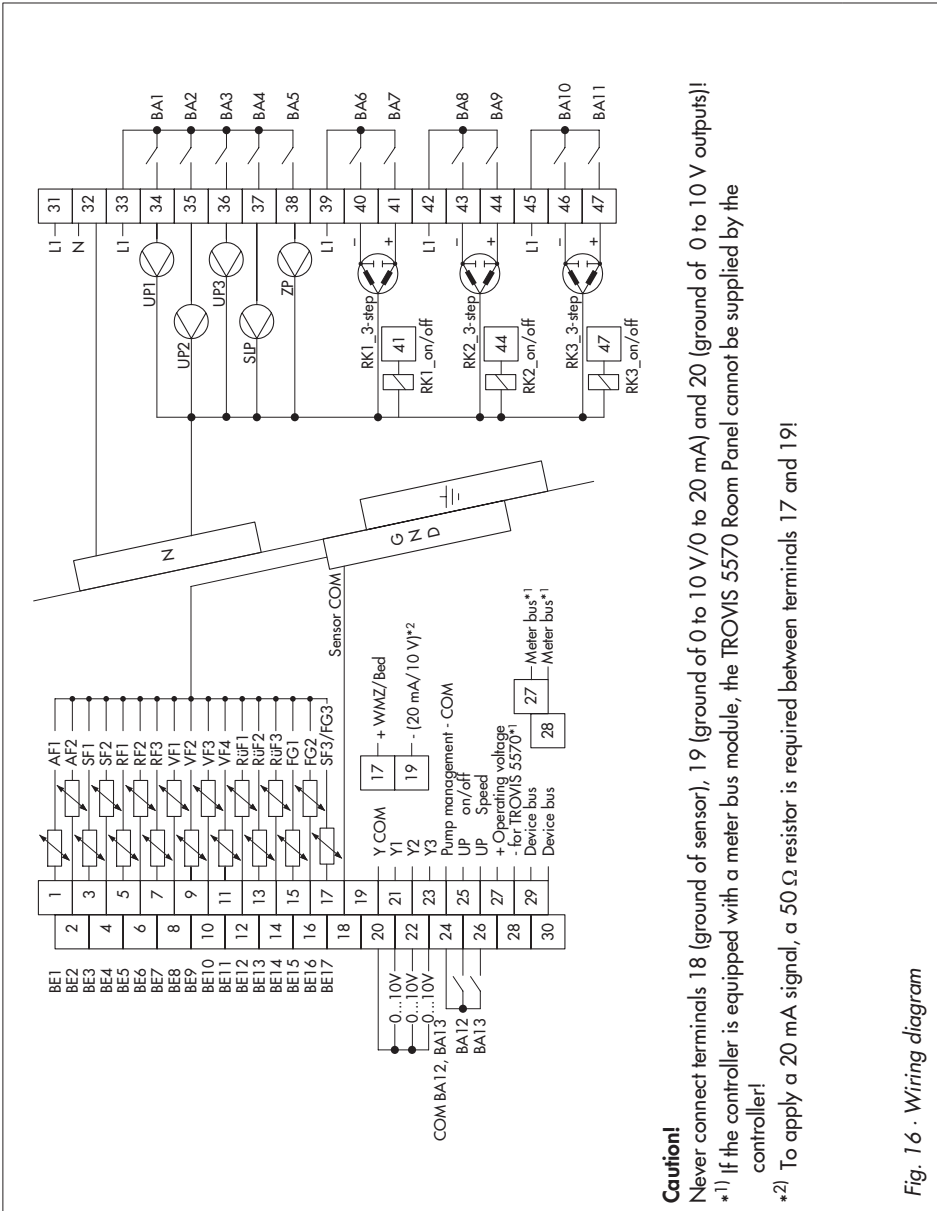 BE1
BE2
BE3
BE4
BE5
BE6
BE7
BE8
BE9
BE10
BE11
BE12
BE13
BE14
BE15
BE16
BE17
COM BA12, BA13
0...10V
0...10V
0...10V
BA12
BA13
1
2
3
4
5
6
7
8
9
10
11
12
13
14
15
16
17
18
19
20
21
22
23
24
25
26
27
28
29
30
AF1
AF2
SF1
SF2
RF1
RF2
RF3
VF1
VF2
VF3
VF4
RüF1
RüF2
RüF3
FG1
FG2
SF3/FG3
Sensor COM
17 + WMZ/Bed
19 - (20 mA/10 V)*2
Y COM
Y1
Y2
Y3
Pump management - COM
UP on/off
UP Speed
+ Operating voltage
- for TROVIS 5570*1
Device bus
Device bus
27 Meter bus*1
28 Meter bus*1
N
GND
UP1
UP2
UP3
SLP
ZP
RK1_3-step
41
RK1_on/off
RK2_3-step
44
RK2_on/off
RK3_3-step
47
RK3_on/off
L1
N
L1
L1
–
+
L1
–
+
L1
–
+
31
32
33
34
35
36
37
38
39
40
41
42
43
44
45
46
47
BA1
BA2
BA3
BA4
BA5
BA6
BA7
BA8
BA9
BA10
BA11
Caution!
Never connect terminals 18 (ground of sensor), 19 (ground of 0 to 10 V/0 to 20 mA) and 20 (ground of 0 to 10 V outputs)!
*1) If the controller is equipped with a meter bus module, the TROVIS 5570 Room Panel cannot be supplied by the
controller!
*2) To apply a 20 mA signal, a 50 Ω resistor is required between terminals 17 and 19!
Fig. 16 · Wiring diagram